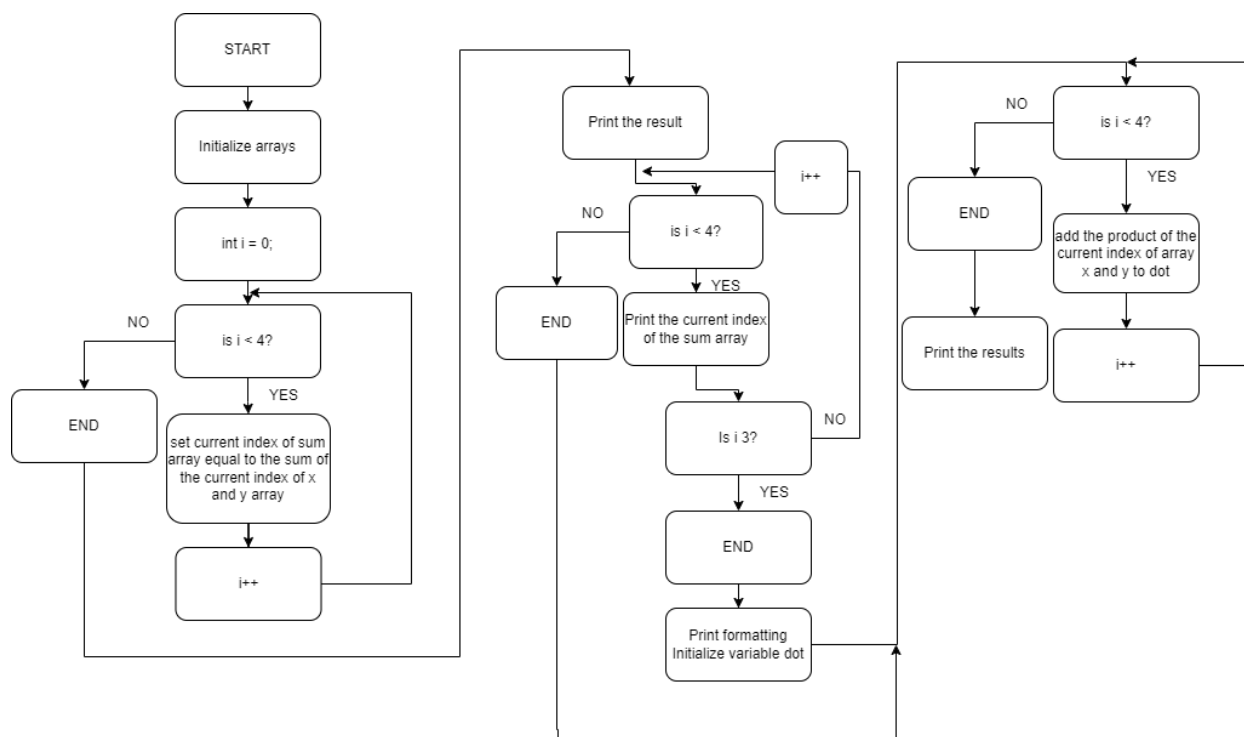 START
Initialize arrays
int i = 0;
NO
is i < 4?
YES
END
set current index of sum
array equal to the sum of
the current index of x
and y array
i++
Print the result
i++
NO
is i < 4?
YES
END
Print the current index
of the sum array
Is i 3?
NO
YES
END
Print formatting
Initialize variable dot
NO
is i < 4?
YES
END
add the product of the
current index of array
x and y to dot
Print the results
i++